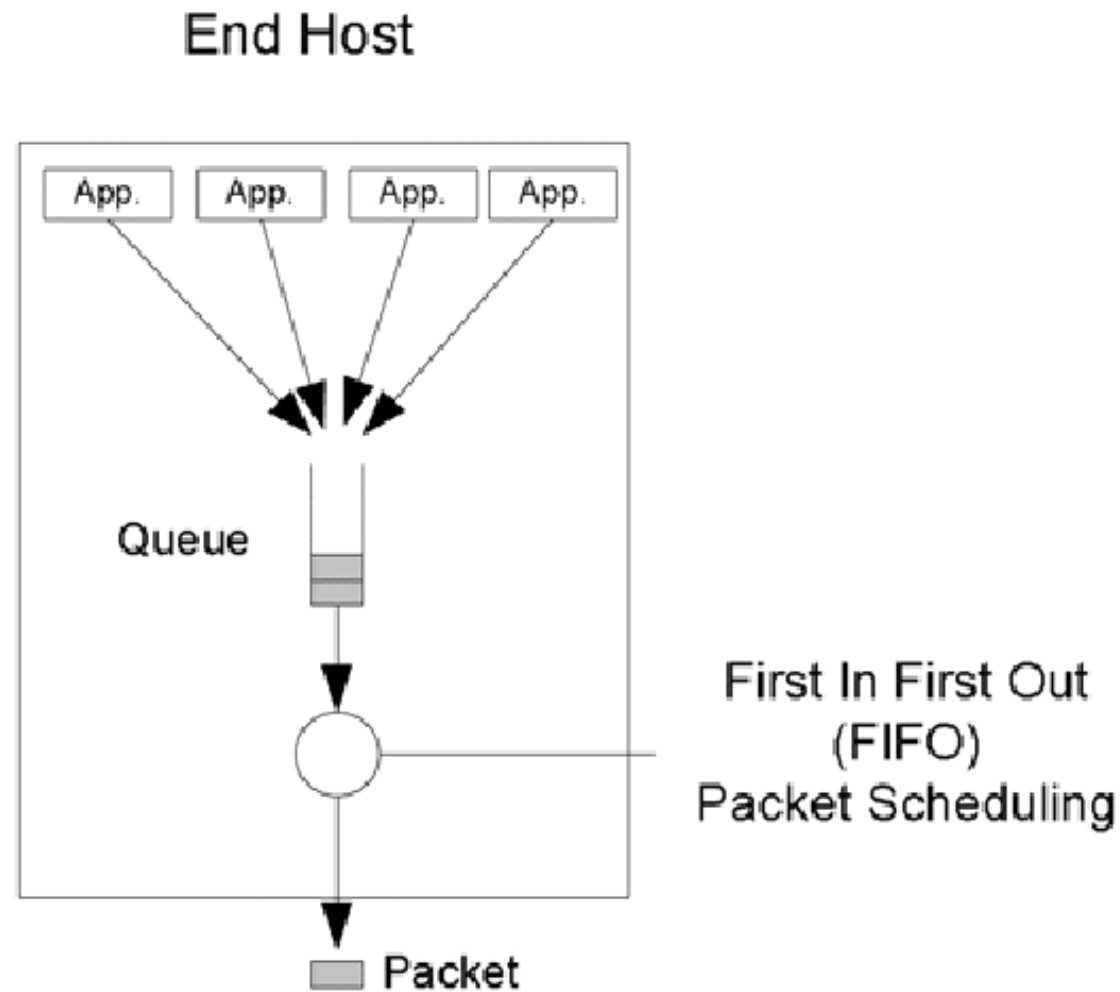 End Host
App.
App.
App.
App.
Queue
First In First Out
(FIFO)
Packet Scheduling
Packet